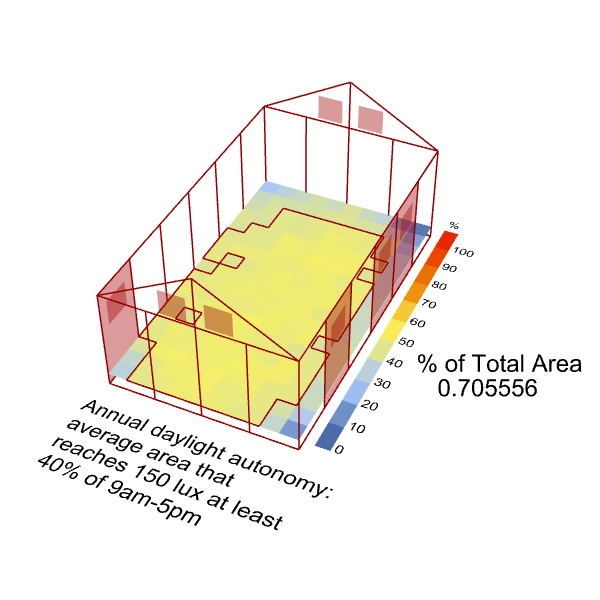 %
100
90
80
70
60
50
40
30
20
10
0
% of Total Area
0.705556
Annual daylight autonomy:
average area that
reaches 150 lux at least
40% of 9am-5pm